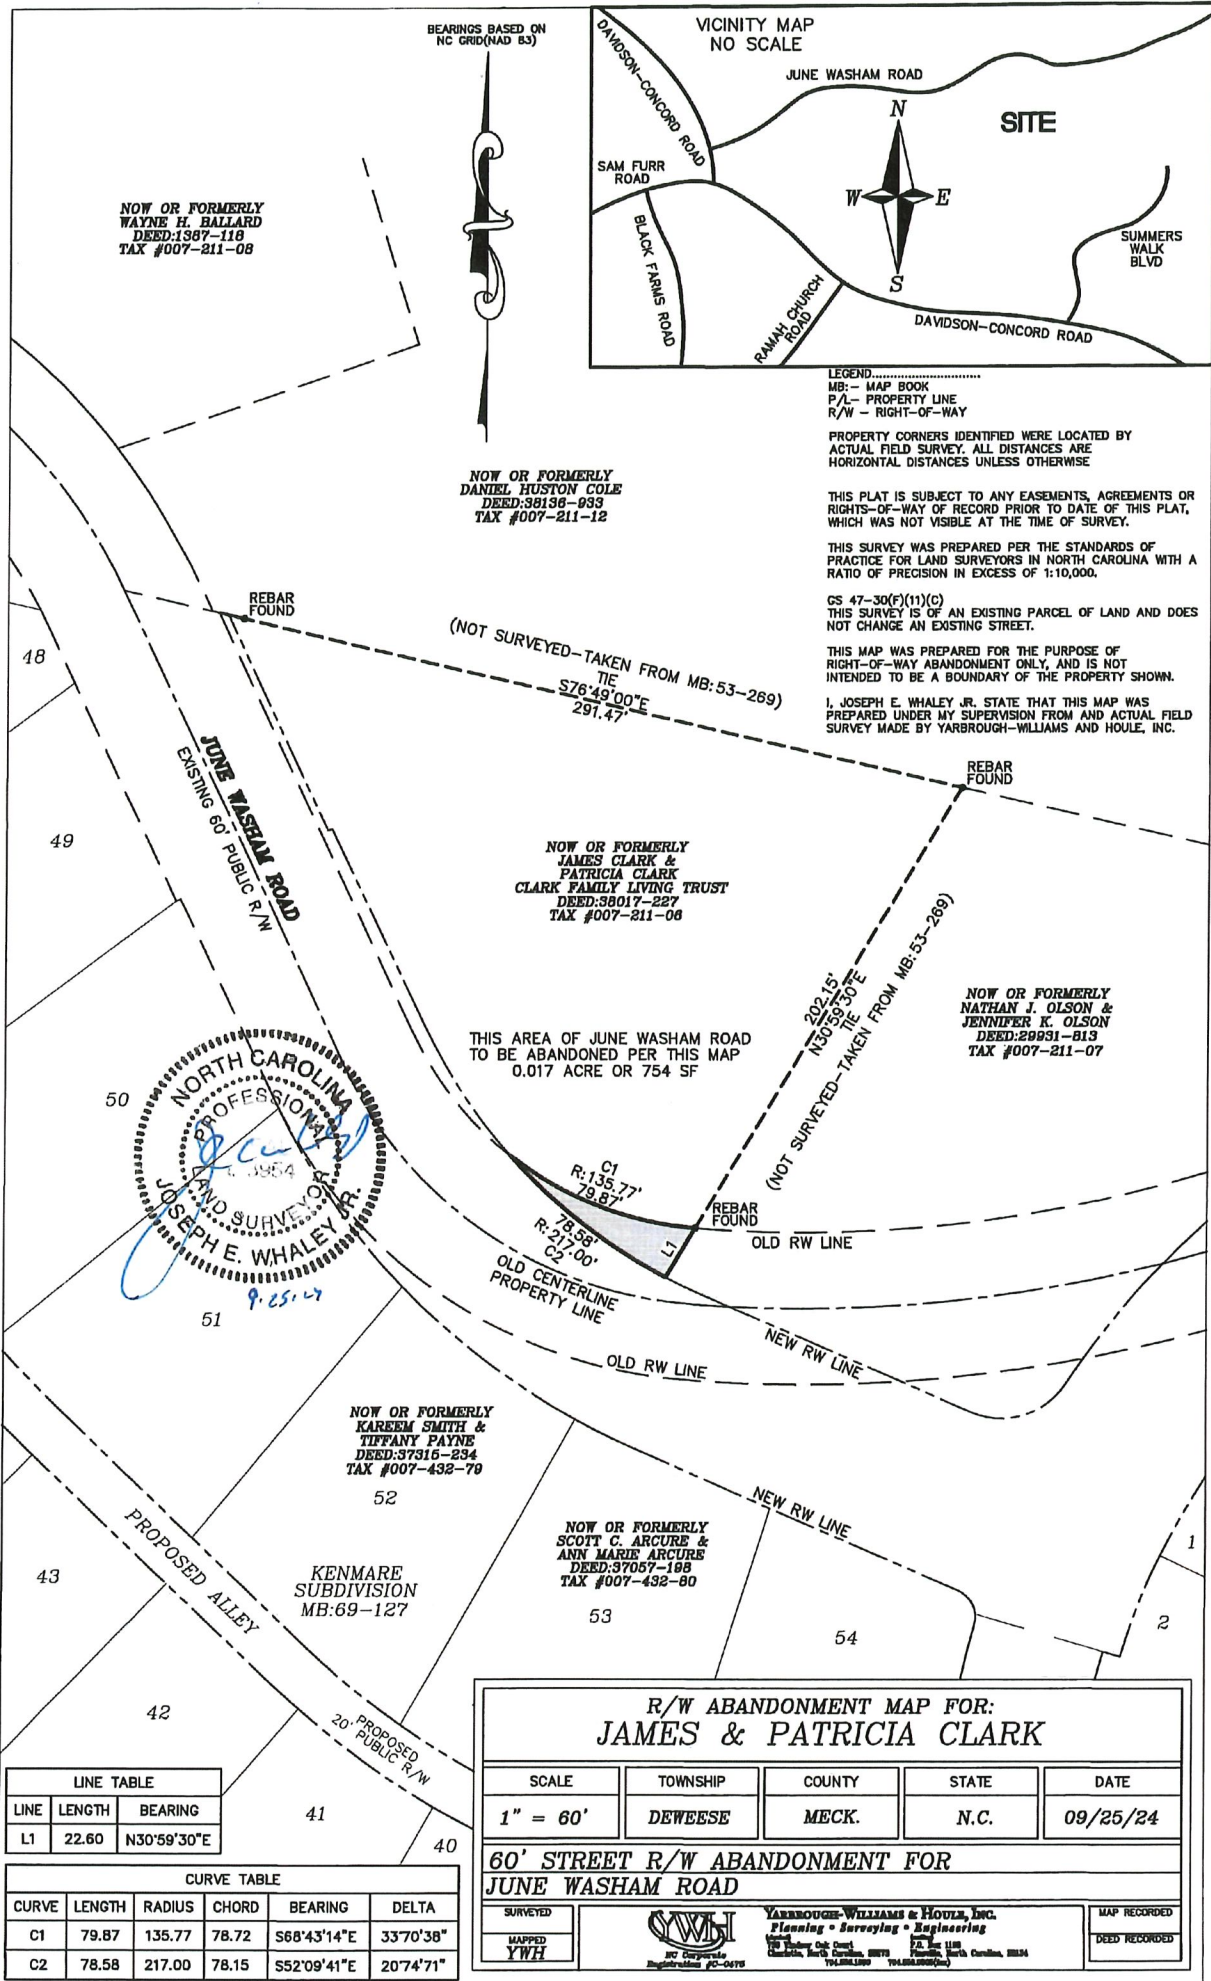 BEARINGS BASED ON
NC GRID(NAD 83)
VICINITY MAP
NO SCALE
DAVIDSON-CONCORD ROAD
JUNE WASHAM ROAD
SITE
N
W
E
S
SAM FURR
ROAD
BLACK FARMS ROAD
RAMAH CHURCH
ROAD
SUMMERS
WALK
BLVD
DAVIDSON-CONCORD ROAD
NOW OR FORMERLY
WAYNE H. BALLARD
DEED:1387-118
TAX #007-211-08
LEGEND..............................
MB:- MAP BOOK
P/L- PROPERTY LINE
R/W - RIGHT-OF-WAY
PROPERTY CORNERS IDENTIFIED WERE LOCATED BY
ACTUAL FIELD SURVEY. ALL DISTANCES ARE
HORIZONTAL DISTANCES UNLESS OTHERWISE
THIS PLAT IS SUBJECT TO ANY EASEMENTS, AGREEMENTS OR
RIGHTS-OF-WAY OF RECORD PRIOR TO DATE OF THIS PLAT,
WHICH WAS NOT VISIBLE AT THE TIME OF SURVEY.
THIS SURVEY WAS PREPARED PER THE STANDARDS OF
PRACTICE FOR LAND SURVEYORS IN NORTH CAROLINA WITH A
RATIO OF PRECISION IN EXCESS OF 1:10,000.
GS 47-30(F)(11)(C)
THIS SURVEY IS OF AN EXISTING PARCEL OF LAND AND DOES
NOT CHANGE AN EXISTING STREET.
THIS MAP WAS PREPARED FOR THE PURPOSE OF
RIGHT-OF-WAY ABANDONMENT ONLY, AND IS NOT
INTENDED TO BE A BOUNDARY OF THE PROPERTY SHOWN.
I, JOSEPH E. WHALEY JR. STATE THAT THIS MAP WAS
PREPARED UNDER MY SUPERVISION FROM AND ACTUAL FIELD
SURVEY MADE BY YARBROUGH-WILLIAMS AND HOULE, INC.
NOW OR FORMERLY
DANIEL HUSTON COLE
DEED:38136-933
TAX #007-211-12
REBAR
FOUND
(NOT SURVEYED-TAKEN FROM MB:53-269)
TIE
S76°49'00"E
291.47'
REBAR
FOUND
48
49
JUNE WASHAM ROAD
EXISTING 60' PUBLIC R/W
NOW OR FORMERLY
JAMES CLARK &
PATRICIA CLARK
CLARK FAMILY LIVING TRUST
DEED:38017-227
TAX #007-211-06
202.15'
N30°59'30"E
TIE
(NOT SURVEYED-TAKEN FROM MB:53-269)
NOW OR FORMERLY
NATHAN J. OLSON &
JENNIFER K. OLSON
DEED:29931-813
TAX #007-211-07
THIS AREA OF JUNE WASHAM ROAD
TO BE ABANDONED PER THIS MAP
0.017 ACRE OR 754 SF
50
NORTH CAROLINA
PROFESSIONAL
LAND SURVEYOR
JOSEPH E. WHALEY JR.
C1
R:135.77'
79.87'
78.58'
R:217.00'
C2
L1
REBAR
FOUND
OLD RW LINE
OLD CENTERLINE
PROPERTY LINE
NEW RW LINE
OLD RW LINE
51
NOW OR FORMERLY
KAREEM SMITH &
TIFFANY PAYNE
DEED:37315-234
TAX #007-432-79
52
NEW RW LINE
NOW OR FORMERLY
SCOTT C. ARCURE &
ANN MARIE ARCURE
DEED:37057-198
TAX #007-432-80
53
PROPOSED ALLEY
KENMARE
SUBDIVISION
MB:69-127
43
54
1
2
42
20' PROPOSED
PUBLIC R/W
41
40
LINE TABLE
LINE LENGTH BEARING
L1 22.60 N30°59'30"E
CURVE TABLE
CURVE LENGTH RADIUS CHORD BEARING DELTA
C1 79.87 135.77 78.72 S68°43'14"E 33°70'38"
C2 78.58 217.00 78.15 S52°09'41"E 20°74'71"
R/W ABANDONMENT MAP FOR:
JAMES & PATRICIA CLARK
SCALE TOWNSHIP COUNTY STATE DATE
1" = 60' DEWEESE MECK. N.C. 09/25/24
60' STREET R/W ABANDONMENT FOR
JUNE WASHAM ROAD
SURVEYED
MAPPED
YWH
YWH
NC Corporate
Registration #C-0475
YARBROUGH-WILLIAMS & HOULE, INC.
Planning • Surveying • Engineering
MAP RECORDED
DEED RECORDED